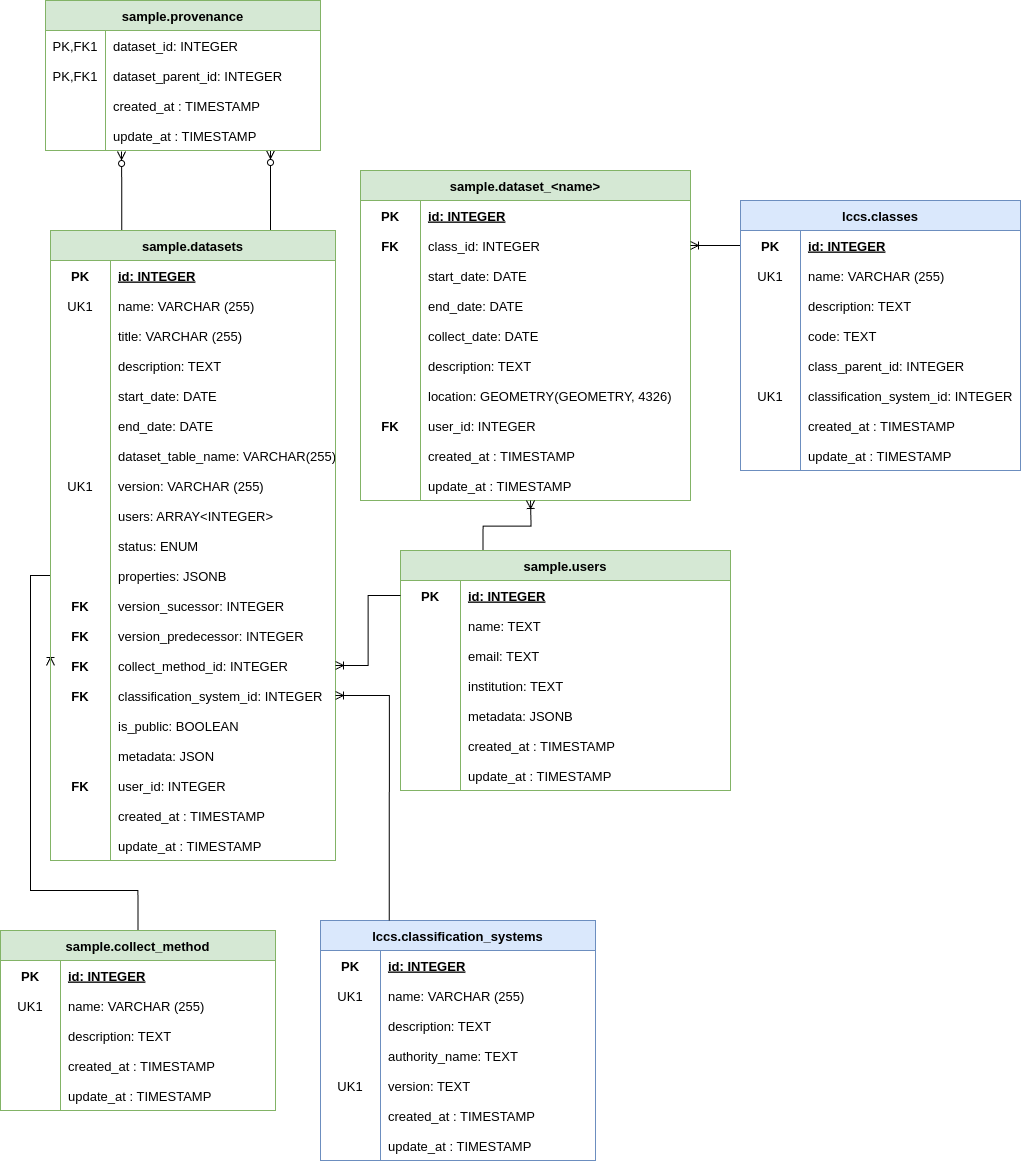 sample.provenance
PK,FK1 dataset_id: INTEGER
PK,FK1 dataset_parent_id: INTEGER
created_at : TIMESTAMP
update_at : TIMESTAMP
sample.datasets
PK id: INTEGER
UK1 name: VARCHAR (255)
title: VARCHAR (255)
description: TEXT
start_date: DATE
end_date: DATE
dataset_table_name: VARCHAR(255)
UK1 version: VARCHAR (255)
users: ARRAY<INTEGER>
status: ENUM
properties: JSONB
FK version_sucessor: INTEGER
FK version_predecessor: INTEGER
FK collect_method_id: INTEGER
FK classification_system_id: INTEGER
is_public: BOOLEAN
metadata: JSON
FK user_id: INTEGER
created_at : TIMESTAMP
update_at : TIMESTAMP
sample.dataset_<name>
PK id: INTEGER
FK class_id: INTEGER
start_date: DATE
end_date: DATE
collect_date: DATE
description: TEXT
location: GEOMETRY(GEOMETRY, 4326)
FK user_id: INTEGER
created_at : TIMESTAMP
update_at : TIMESTAMP
lccs.classes
PK id: INTEGER
UK1 name: VARCHAR (255)
description: TEXT
code: TEXT
class_parent_id: INTEGER
UK1 classification_system_id: INTEGER
created_at : TIMESTAMP
update_at : TIMESTAMP
sample.users
PK id: INTEGER
name: TEXT
email: TEXT
institution: TEXT
metadata: JSONB
created_at : TIMESTAMP
update_at : TIMESTAMP
sample.collect_method
PK id: INTEGER
UK1 name: VARCHAR (255)
description: TEXT
created_at : TIMESTAMP
update_at : TIMESTAMP
lccs.classification_systems
PK id: INTEGER
UK1 name: VARCHAR (255)
description: TEXT
authority_name: TEXT
UK1 version: TEXT
created_at : TIMESTAMP
update_at : TIMESTAMP